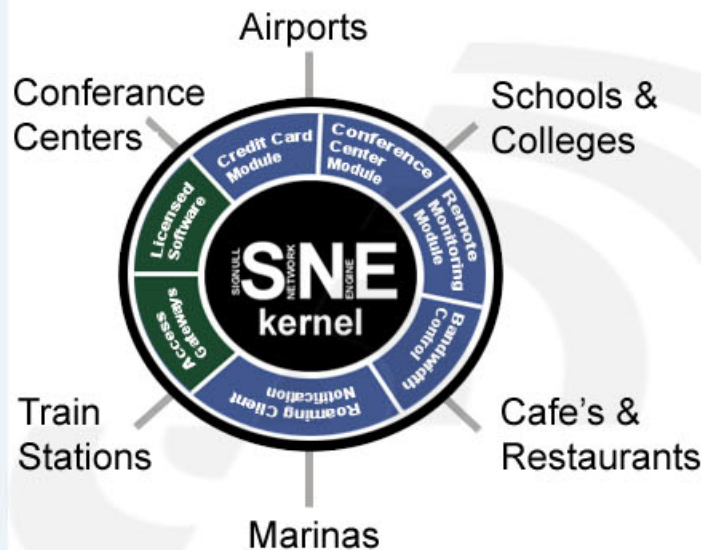 Airports
Conferance
Centers
Schools &
Colleges
Credit Card
Module
Conference
Center
Module
Remote
Monitoring
Module
Bandwidth
Control
Roaming Client
Notification
Access
Gateways
Licensed
Software
SIGNULL
S
NETWORK
N
ENGINE
E
kernel
Train
Stations
Cafe's &
Restaurants
Marinas